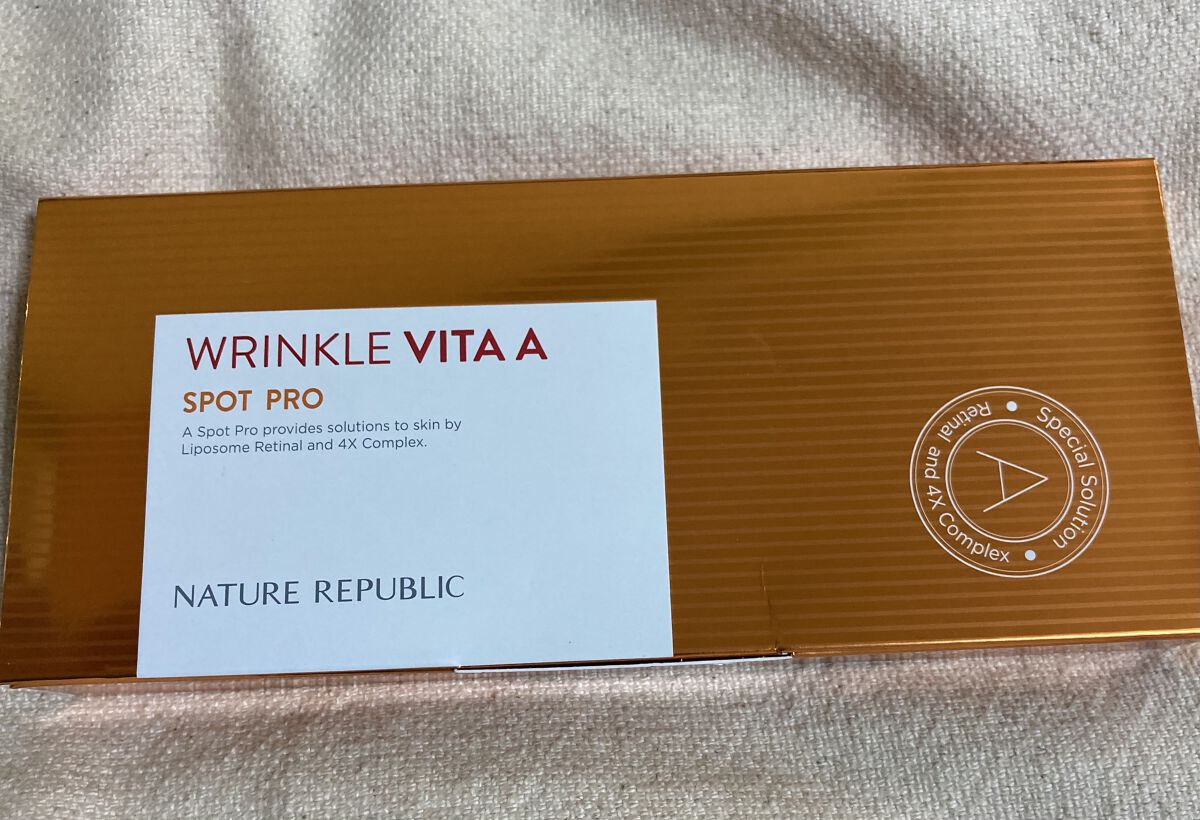 WRINKLE VITA A
SPOT PRO
A Spot Pro provides solutions to skin by
Liposome Retinal and 4X Complex.
NATURE REPUBLIC
Special Solution
Retinal and 4X Complex
A